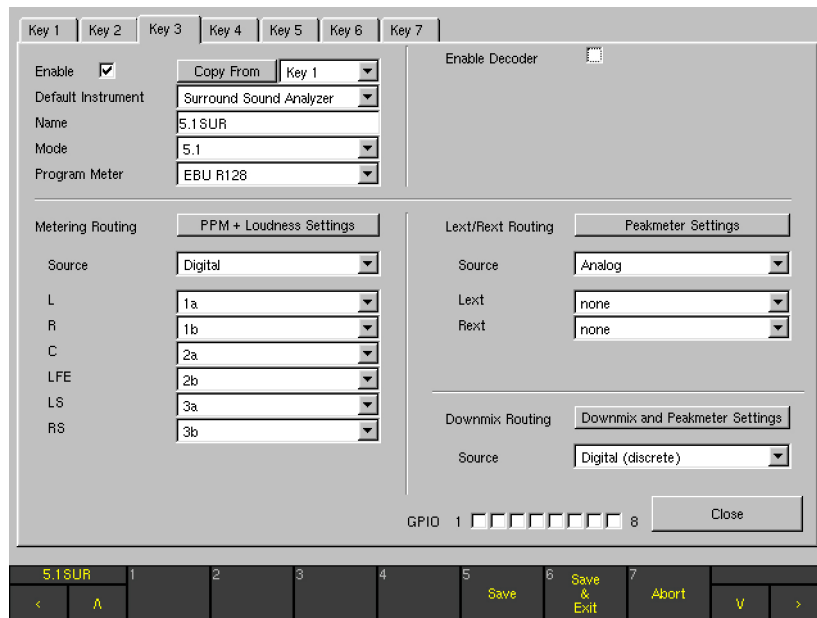 Key 1 Key 2 Key 3 Key 4 Key 5 Key 6 Key 7
Enable Copy From Key 1
Default Instrument Surround Sound Analyzer
Name 5.1SUR
Mode 5.1
Program Meter EBU R128
Enable Decoder
Metering Routing PPM + Loudness Settings
Source Digital
L 1a
R 1b
C 2a
LFE 2b
LS 3a
RS 3b
Lext/Rext Routing Peakmeter Settings
Source Analog
Lext none
Rext none
Downmix Routing Downmix and Peakmeter Settings
Source Digital (discrete)
GPIO 1 8 Close
5.1SUR 1 2 3 4 5 6 7
< Λ Save Save & Exit Abort V >